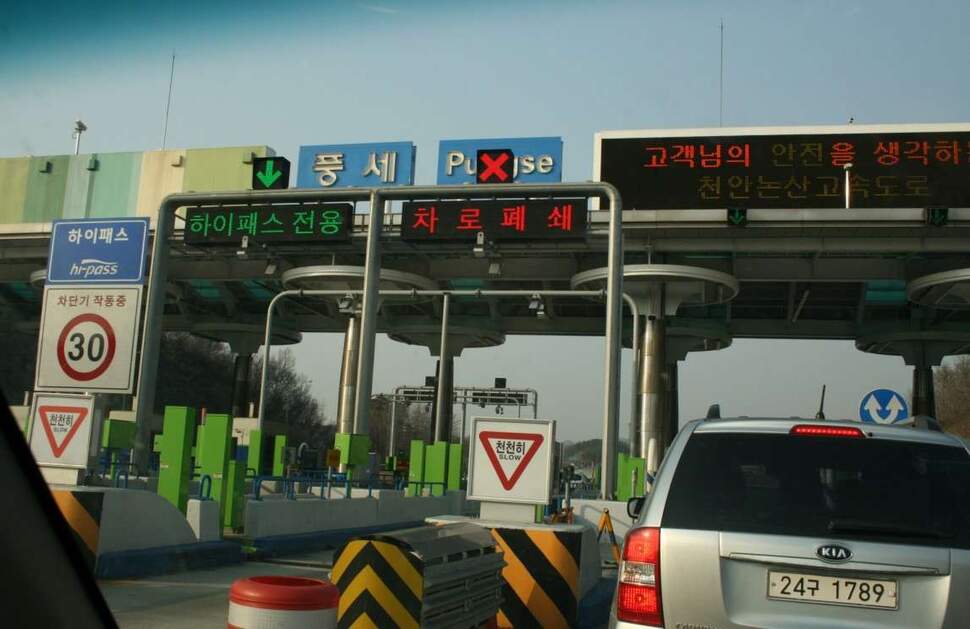 풍세
Pu
se
고객님의 안전을 생각하
천안논산고속도로
하이패스 전용
차로폐쇄
하이패스
hi-pass
차단기 작동중
30
천천히
SLOW
천천히
SLOW
KIA
24구 1789